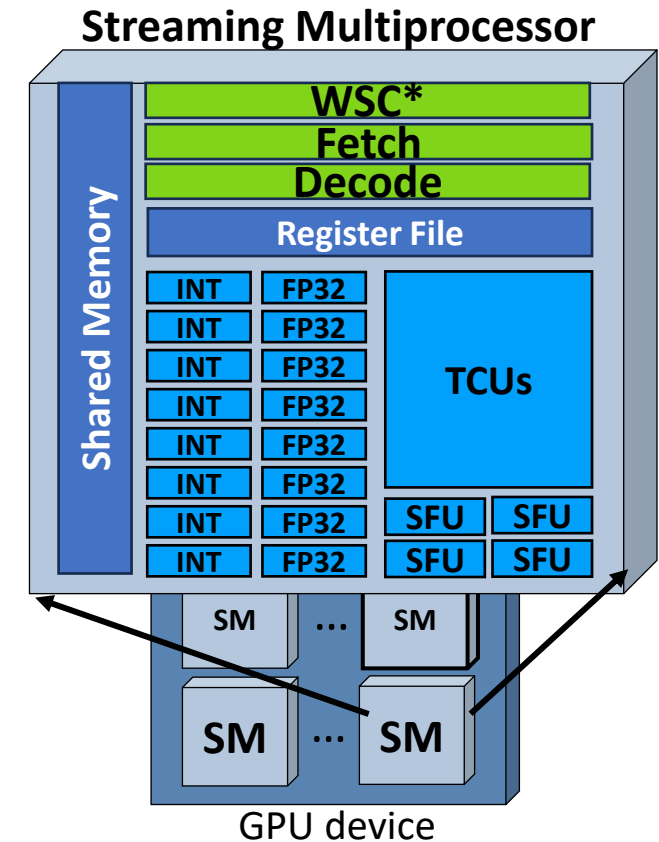 Streaming Multiprocessor
WSC*
Fetch
Decode
Register File
Shared Memory
INT FP32
INT FP32
INT FP32
INT FP32
INT FP32
INT FP32
INT FP32
INT FP32
TCUs
SFU SFU
SFU SFU
SM ... SM
SM ... SM
GPU device